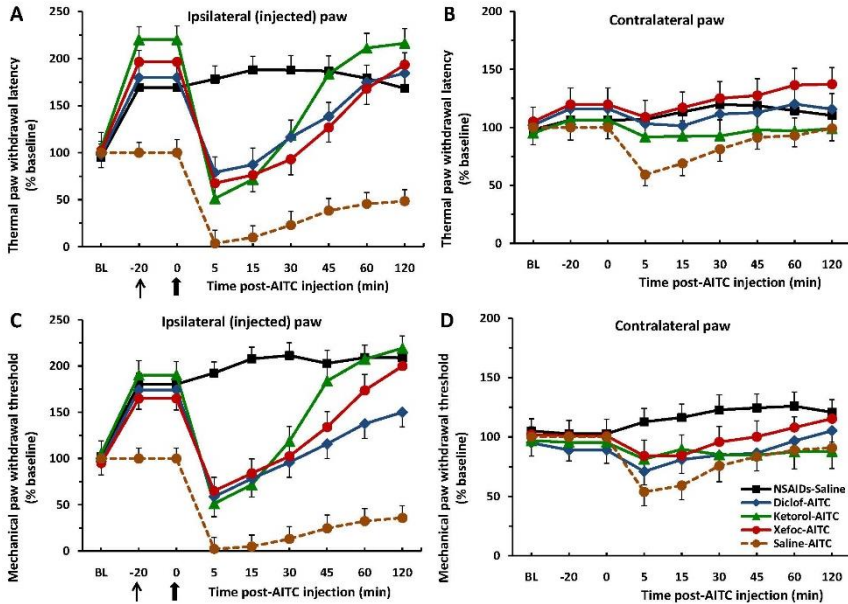 A
Ipsilateral (injected) paw
Thermal paw withdrawal latency
(% baseline)
250
200
150
100
50
0
BL -20 0 5 15 30 45 60 120
Time post-AITC injection (min)
B
Contralateral paw
Thermal paw withdrawal latency
(% baseline)
200
150
100
50
0
BL -20 0 5 15 30 45 60 120
Time post-AITC injection (min)
C
Ipsilateral (injected) paw
Mechanical paw withdrawal threshold
(% baseline)
250
200
150
100
50
0
BL -20 0 5 15 30 45 60 120
Time post-AITC injection (min)
D
Contralateral paw
Mechanical paw withdrawal threshold
(% baseline)
200
150
100
50
0
NSAIDs-Saline
Diclof-AITC
Ketorol-AITC
Xefoc-AITC
Saline-AITC
BL -20 0 5 15 30 45 60 120
Time post-AITC injection (min)